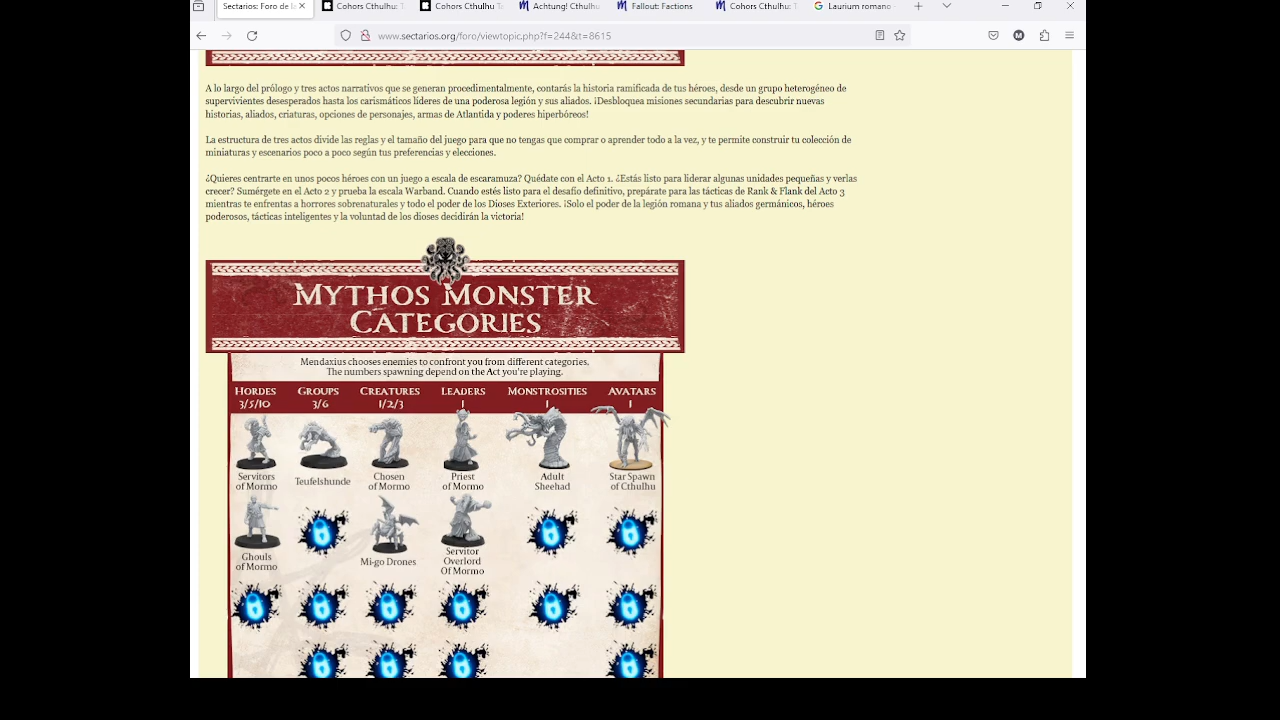 Sectarios: Foro de l
Cohors Cthulhu: T
Cohors Cthulhu Ta
Achtung! Cthulhu
Fallout: Factions
Cohors Cthulhu: T
Laurium romano -
www.sectarios.org/foro/viewtopic.php?f=244&t=8615
A lo largo del prólogo y tres actos narrativos que se generan procedimentalmente, contarás la historia ramificada de tus héroes, desde un grupo heterogéneo de
supervivientes desesperados hasta los carismáticos líderes de una poderosa legión y sus aliados. ¡Desbloquea misiones secundarias para descubrir nuevas
historias, aliados, criaturas, opciones de personajes, armas de Atlantida y poderes hiperbóreos!
La estructura de tres actos divide las reglas y el tamaño del juego para que no tengas que comprar o aprender todo a la vez, y te permite construir tu colección de
miniaturas y escenarios poco a poco según tus preferencias y elecciones.
¿Quieres centrarte en unos pocos héroes con un juego a escala de escaramuza? Quédate con el Acto 1. ¿Estás listo para liderar algunas unidades pequeñas y verlas
crecer? Sumérgete en el Acto 2 y prueba la escala Warband. Cuando estés listo para el desafío definitivo, prepárate para las tácticas de Rank & Flank del Acto 3
mientras te enfrentas a horrores sobrenaturales y todo el poder de los Dioses Exteriores. ¡Solo el poder de la legión romana y tus aliados germánicos, héroes
poderosos, tácticas inteligentes y la voluntad de los dioses decidirán la victoria!
Mythos Monster
Categories
Mendaxius chooses enemies to confront you from different categories.
The numbers spawning depend on the Act you're playing.
Hordes Groups Creatures Leaders Monstrosities Avatars
3/5/10 3/6 1/2/3 1 1 1
Servitors
of Mormo
Teufelshunde
Chosen
of Mormo
Priest
of Mormo
Adult
Sheehad
Star Spawn
of Cthulhu
Ghouls
of Mormo
Mi-go Drones
Servitor
Overlord
Of Mormo